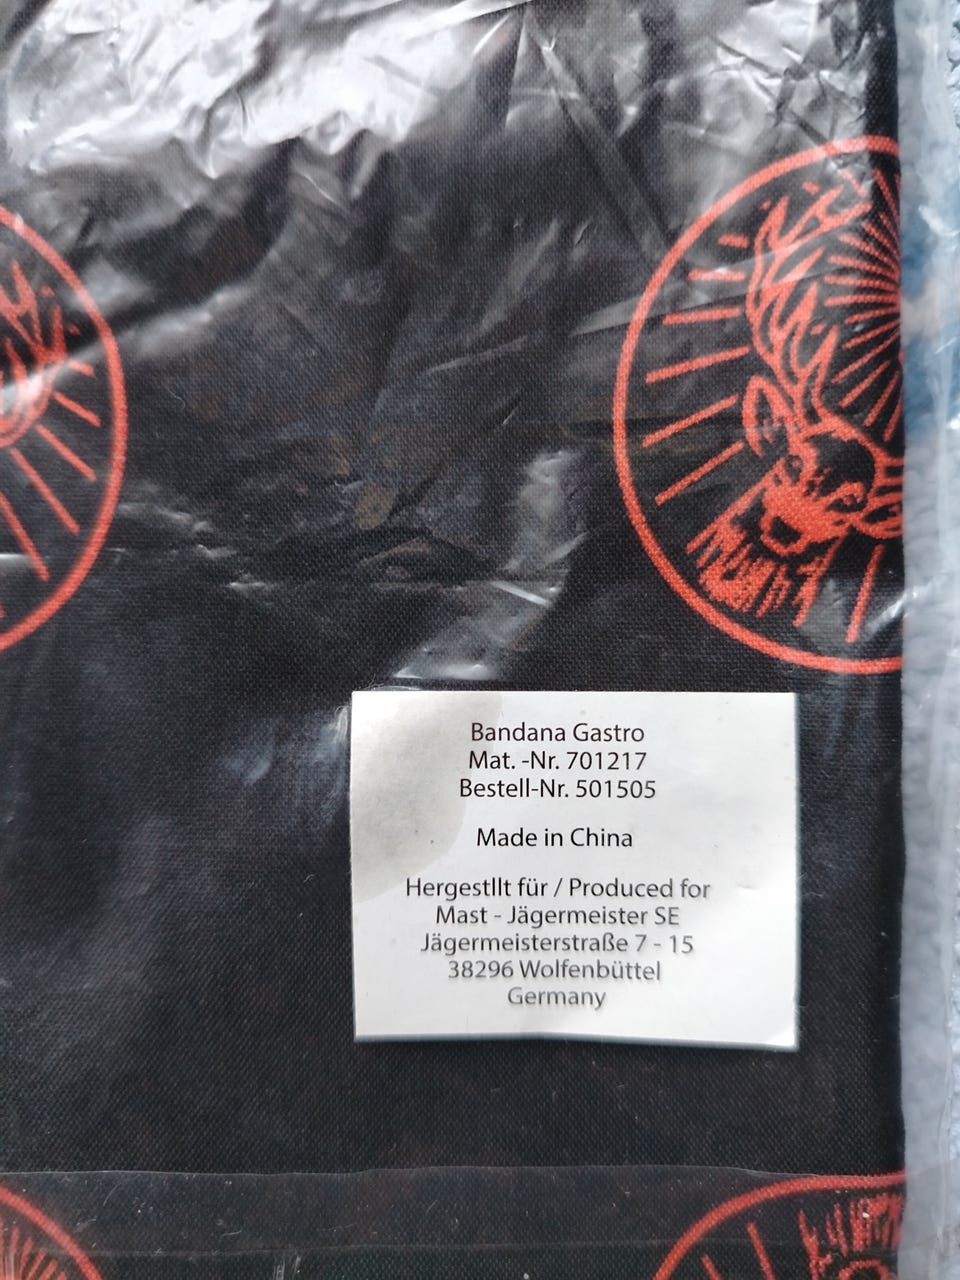 Bandana Gastro
Mat. -Nr. 701217
Bestell-Nr. 501505
Made in China
Hergestllt für / Produced for
Mast - Jägermeister SE
Jägermeisterstraße 7 - 15
38296 Wolfenbüttel
Germany